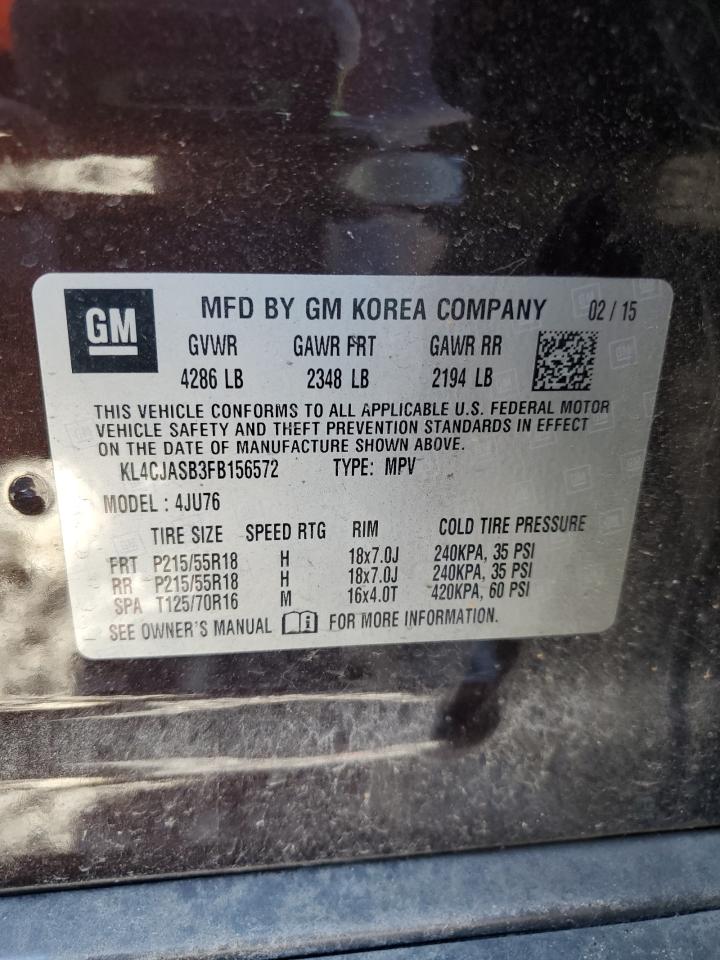 GM
MFD BY GM KOREA COMPANY 02 / 15
GVWR GAWR FRT GAWR RR
4286 LB 2348 LB 2194 LB
THIS VEHICLE CONFORMS TO ALL APPLICABLE U.S. FEDERAL MOTOR
VEHICLE SAFETY AND THEFT PREVENTION STANDARDS IN EFFECT
ON THE DATE OF MANUFACTURE SHOWN ABOVE.
KL4CJASB3FB156572 TYPE: MPV
MODEL : 4JU76
TIRE SIZE SPEED RTG RIM COLD TIRE PRESSURE
FRT P215/55R18 H 18x7.0J 240KPA, 35 PSI
RR P215/55R18 H 18x7.0J 240KPA, 35 PSI
SPA T125/70R16 M 16x4.0T 420KPA, 60 PSI
SEE OWNER'S MANUAL i FOR MORE INFORMATION.